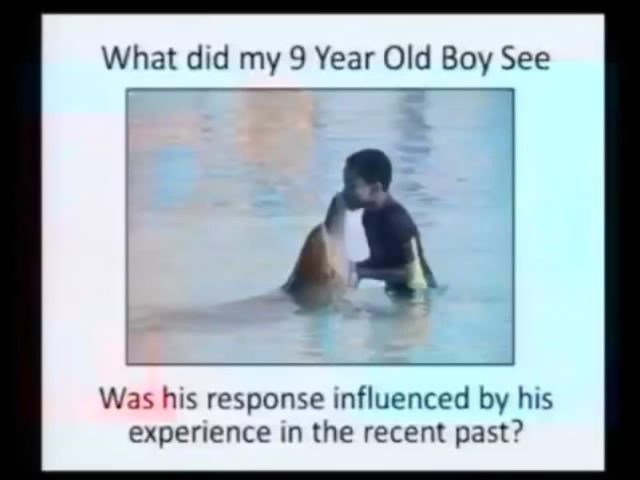 What did my 9 Year Old Boy See
Was his response influenced by his
experience in the recent past?